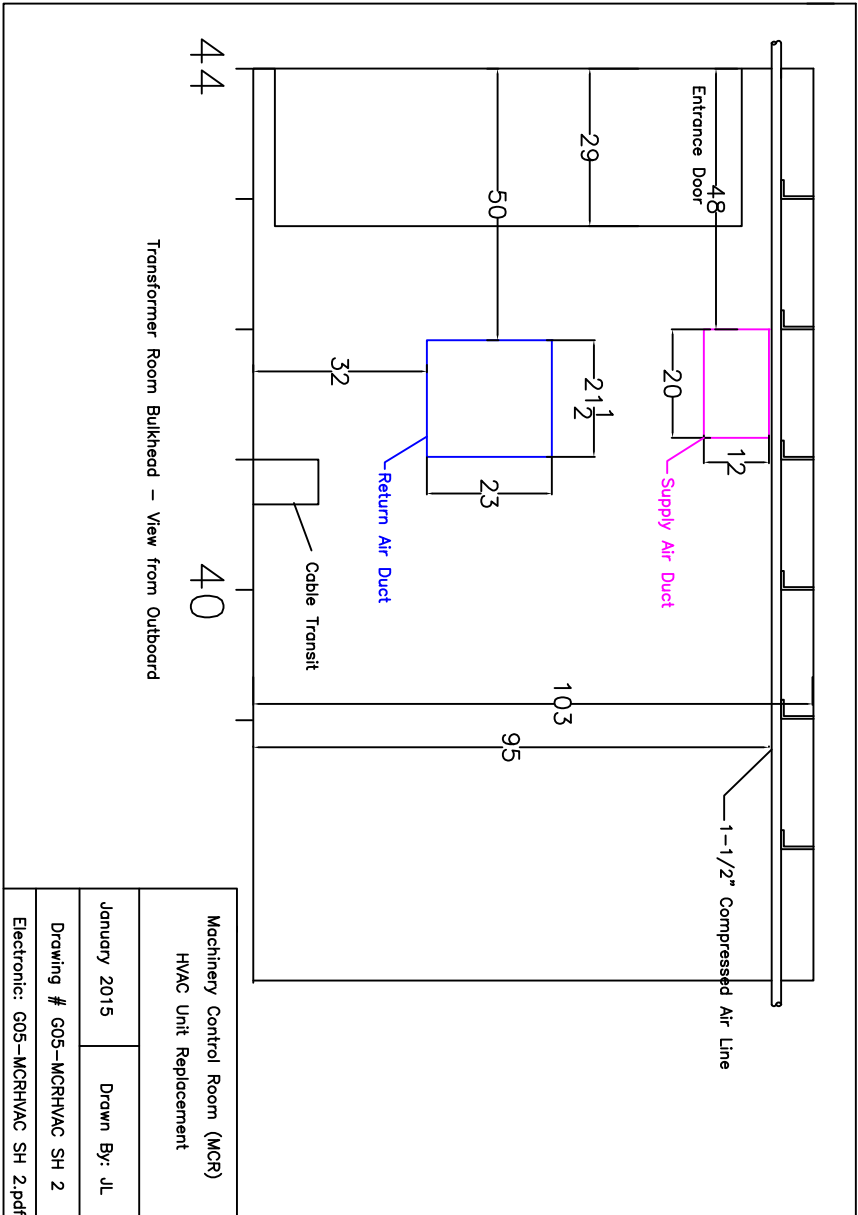 44
40
Entrance Door
48
29
50
20
12
Supply Air Duct
21 1/2
23
32
Return Air Duct
Cable Transit
103
95
1-1/2" Compressed Air Line
Transformer Room Bulkhead - View from Outboard
Machinery Control Room (MCR)
HVAC Unit Replacement
January 2015
Drawn By: JL
Drawing # G05-MCRHVAC SH 2
Electronic: G05-MCRHVAC SH 2.pdf